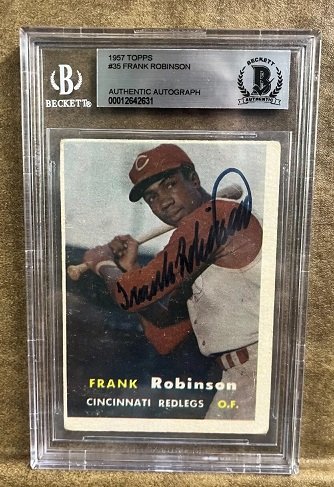 1957 TOPPS
#35 FRANK ROBINSON
AUTHENTIC AUTOGRAPH
00012642631
B
BECKETT®
BECKETT
B
AUTHENTIC
C
Frank Robinson
FRANK Robinson
CINCINNATI REDLEGS O.F.